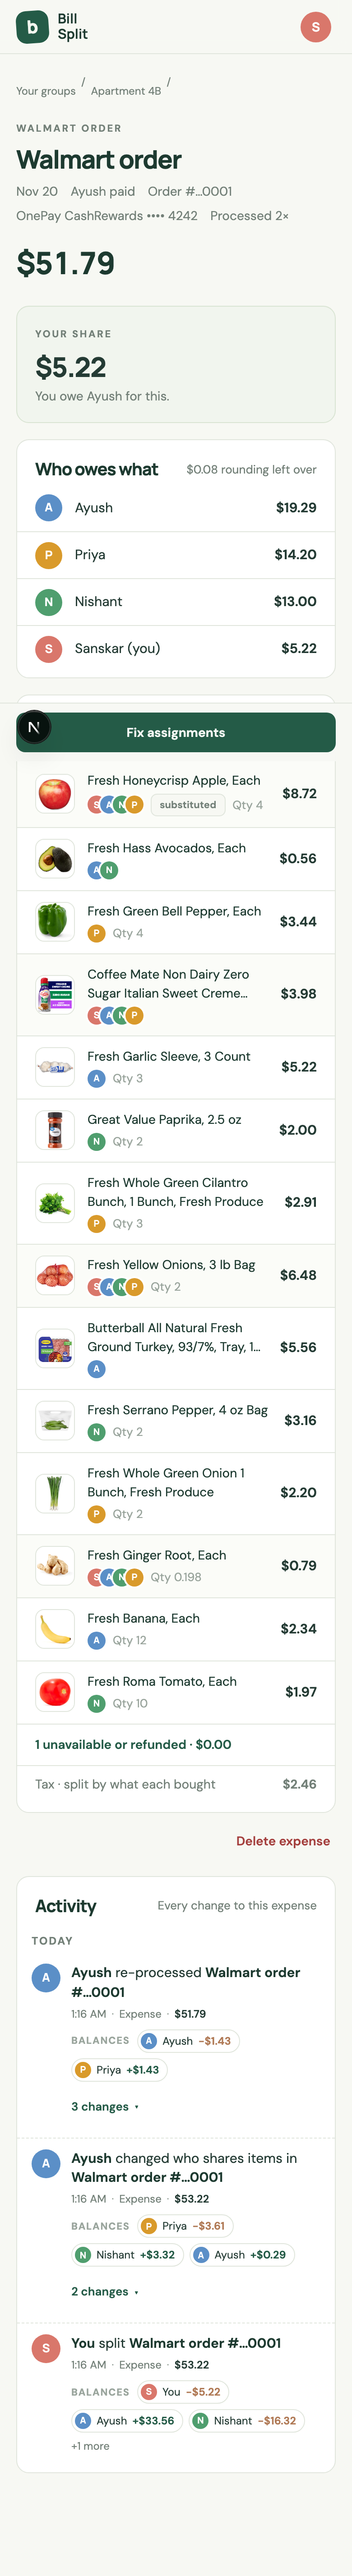 b
Bill
Split
S
Your groups / Apartment 4B /
WALMART ORDER
Walmart order
Nov 20 Ayush paid Order #…0001
OnePay CashRewards •••• 4242 Processed 2×
$51.79
YOUR SHARE
$5.22
You owe Ayush for this.
Who owes what $0.08 rounding left over
A Ayush $19.29
P Priya $14.20
N Nishant $13.00
S Sanskar (you) $5.22
N
Fix assignments
Fresh Honeycrisp Apple, Each
S A N P substituted Qty 4 $8.72
Fresh Hass Avocados, Each
A N $0.56
Fresh Green Bell Pepper, Each
P Qty 4 $3.44
Coffee Mate Non Dairy Zero
Sugar Italian Sweet Creme… $3.98
S A N P
Fresh Garlic Sleeve, 3 Count
A Qty 3 $5.22
Great Value Paprika, 2.5 oz
N Qty 2 $2.00
Fresh Whole Green Cilantro
Bunch, 1 Bunch, Fresh Produce $2.91
P Qty 3
Fresh Yellow Onions, 3 lb Bag
S A N P Qty 2 $6.48
Butterball All Natural Fresh
Ground Turkey, 93/7%, Tray, 1… $5.56
A
Fresh Serrano Pepper, 4 oz Bag
N Qty 2 $3.16
Fresh Whole Green Onion 1
Bunch, Fresh Produce $2.20
P Qty 2
Fresh Ginger Root, Each
S A N P Qty 0.198 $0.79
Fresh Banana, Each
A Qty 12 $2.34
Fresh Roma Tomato, Each
N Qty 10 $1.97
1 unavailable or refunded · $0.00
Tax · split by what each bought $2.46
Delete expense
Activity Every change to this expense
TODAY
A Ayush re-processed Walmart order
#…0001
1:16 AM · Expense · $51.79
BALANCES A Ayush −$1.43
P Priya +$1.43
3 changes ▾
A Ayush changed who shares items in
Walmart order #…0001
1:16 AM · Expense · $53.22
BALANCES P Priya −$3.61
N Nishant +$3.32 A Ayush +$0.29
2 changes ▾
S You split Walmart order #…0001
1:16 AM · Expense · $53.22
BALANCES S You −$5.22
A Ayush +$33.56 N Nishant −$16.32
+1 more